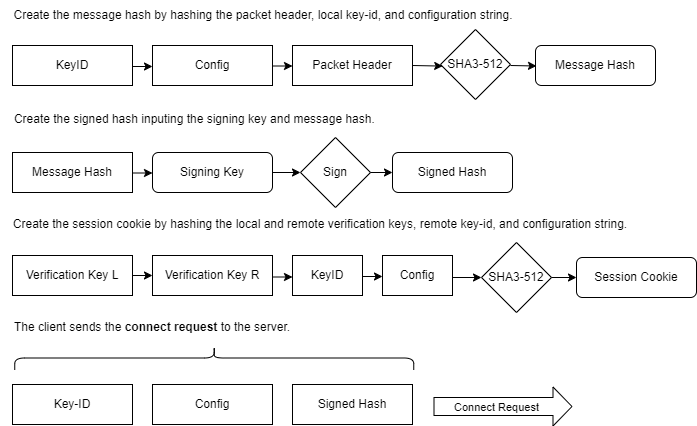 Create the message hash by hashing the packet header, local key-id, and configuration string.
KeyID
Config
Packet Header
SHA3-512
Message Hash
Create the signed hash inputing the signing key and message hash.
Message Hash
Signing Key
Sign
Signed Hash
Create the session cookie by hashing the local and remote verification keys, remote key-id, and configuration string.
Verification Key L
Verification Key R
KeyID
Config
SHA3-512
Session Cookie
The client sends the connect request to the server.
Key-ID
Config
Signed Hash
Connect Request